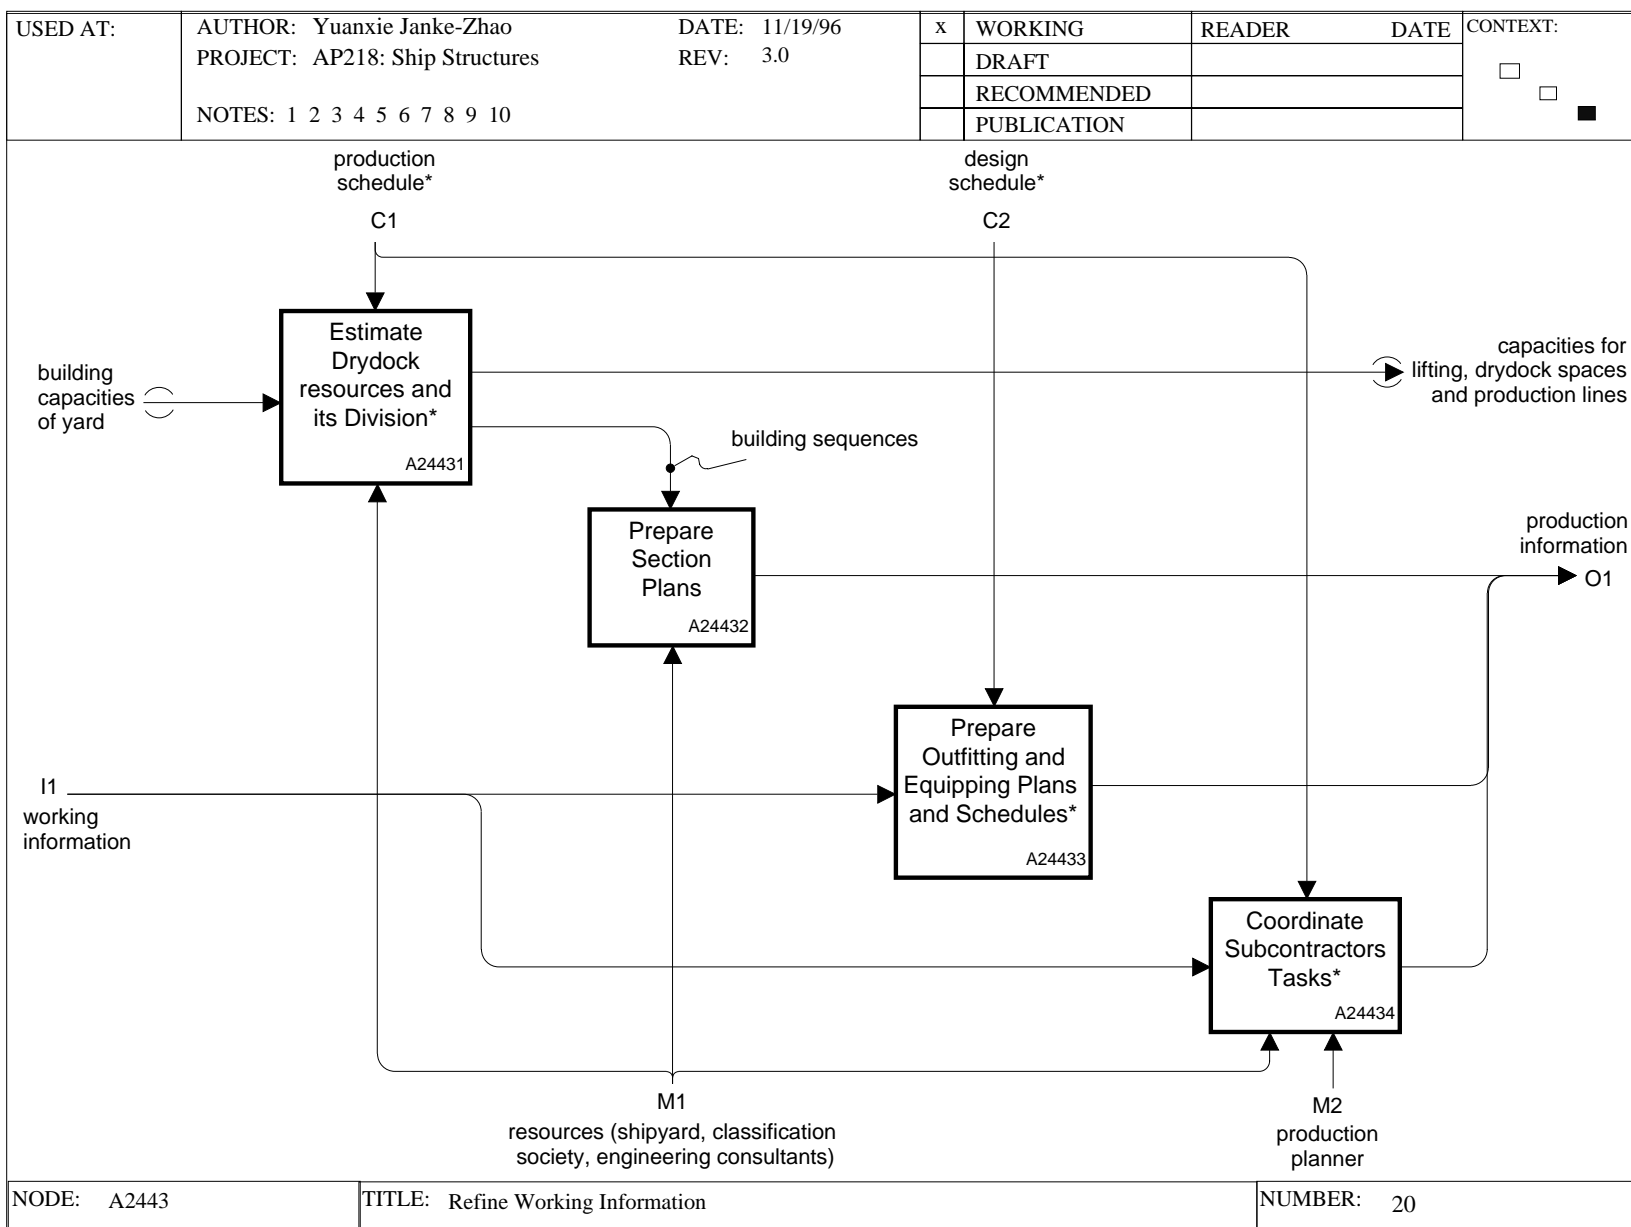 USED AT:
AUTHOR: Yuanxie Janke-Zhao
DATE: 11/19/96
PROJECT: AP218: Ship Structures
REV: 3.0
NOTES: 1 2 3 4 5 6 7 8 9 10
x WORKING
DRAFT
RECOMMENDED
PUBLICATION
READER DATE
CONTEXT:
production
schedule*
C1
design
schedule*
C2
Estimate
Drydock
resources and
its Division*
A24431
building
capacities
of yard
capacities for
lifting, drydock spaces
and production lines
building sequences
Prepare
Section
Plans
A24432
production
information
O1
Prepare
Outfitting and
Equipping Plans
and Schedules*
A24433
I1
working
information
Coordinate
Subcontractors
Tasks*
A24434
M1
resources (shipyard, classification
society, engineering consultants)
M2
production
planner
NODE: A2443
TITLE: Refine Working Information
NUMBER: 20